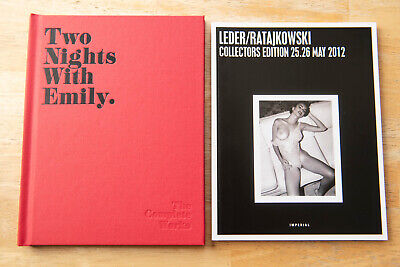 Two
Nights
With
Emily.
The
Complete
Works
LEDER/RATAJKOWSKI
COLLECTORS EDITION 25.26 MAY 2012
IMPERIAL